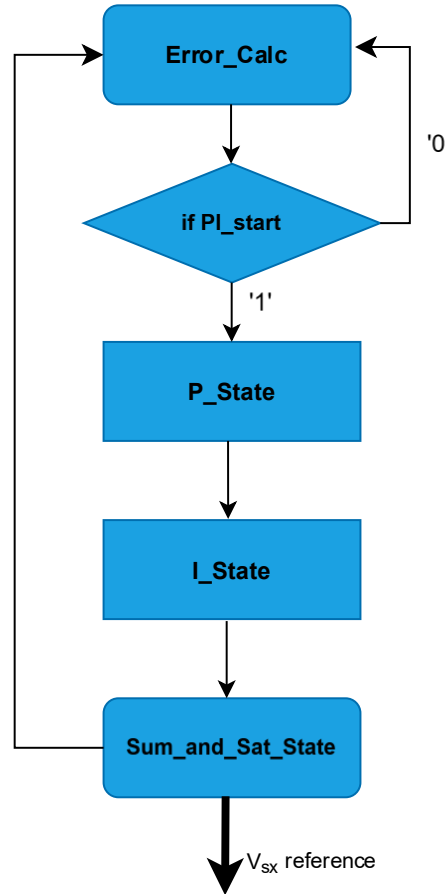 Error_Calc
'0
if PI_start
'1'
P_State
I_State
Sum_and_Sat_State
Vsx reference